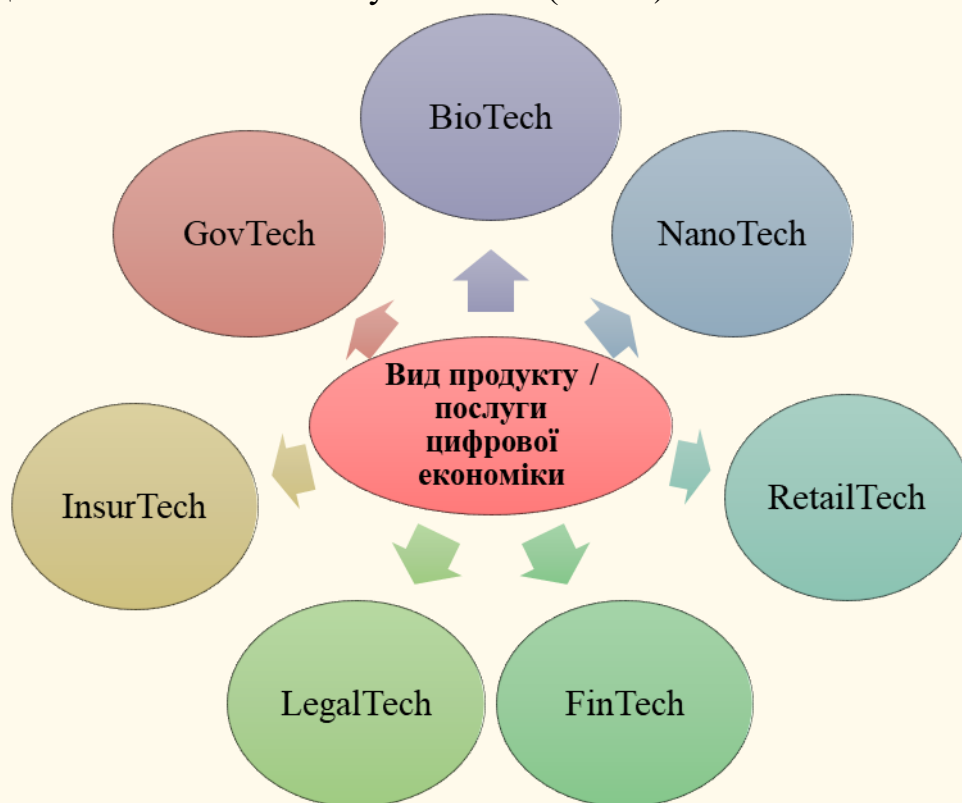 BioTech
GovTech
NanoTech
Вид продукту /
послуги
цифрової
економіки
InsurTech
RetailTech
LegalTech
FinTech